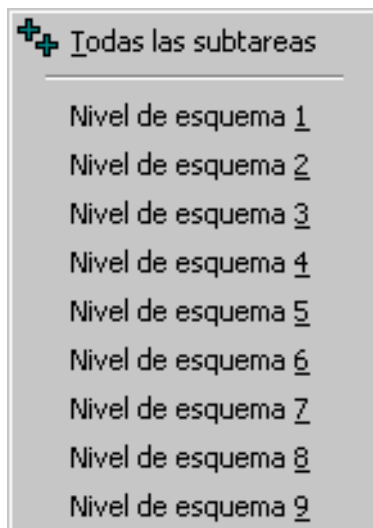 Todas las subtareas
Nivel de esquema 1
Nivel de esquema 2
Nivel de esquema 3
Nivel de esquema 4
Nivel de esquema 5
Nivel de esquema 6
Nivel de esquema 7
Nivel de esquema 8
Nivel de esquema 9